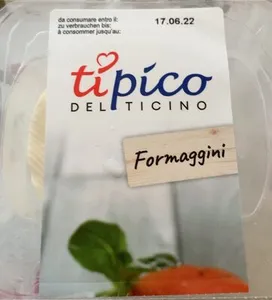 da consumare entro il:
zu verbrauchen bis:
à consommer jusqu'au:
17.06.22
tipico
DEL TICINO
Formaggini